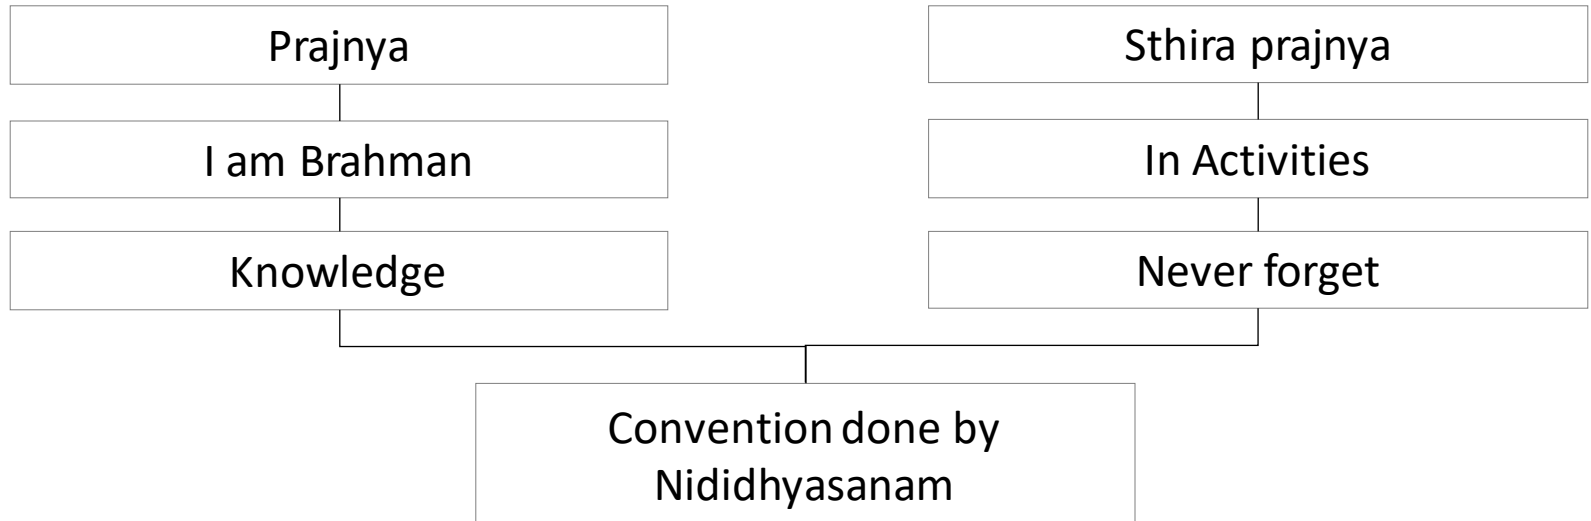 Prajnya
I am Brahman
Knowledge
Sthira prajnya
In Activities
Never forget
Convention done by
Nididhyasanam